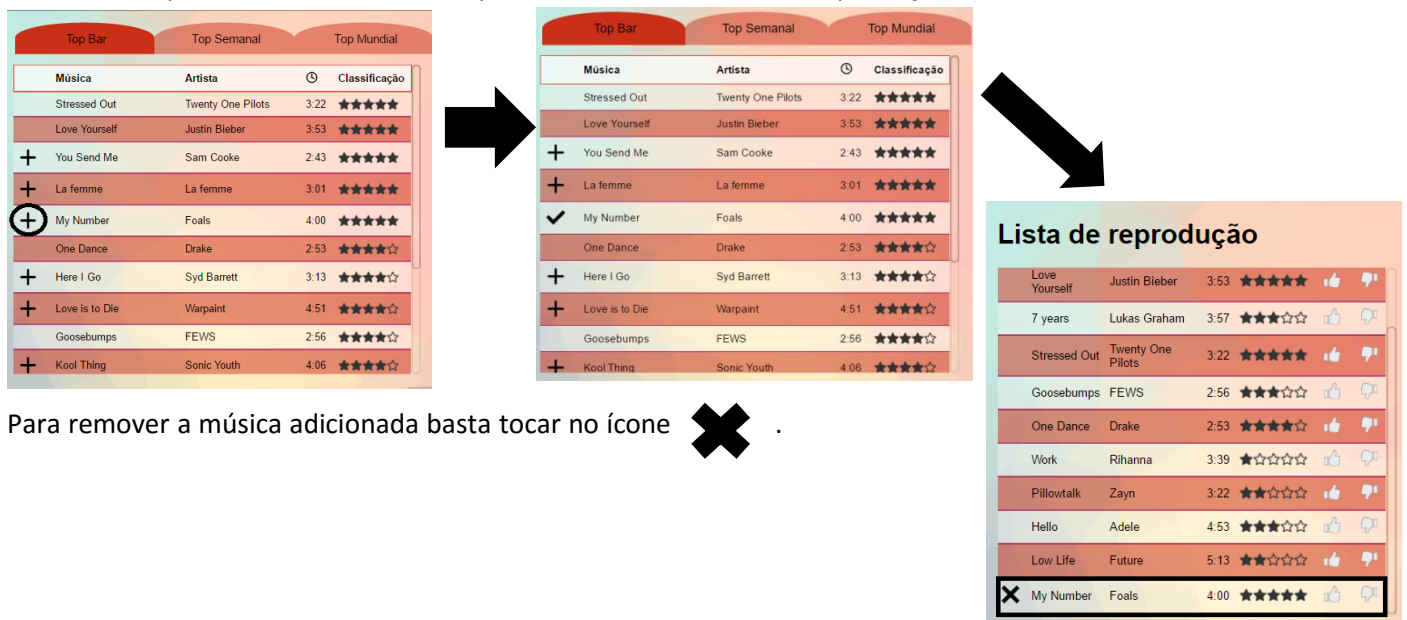 Top Bar Top Semanal Top Mundial
Música Artista Classificação
Stressed Out Twenty One Pilots 3:22
Love Yourself Justin Bieber 3:53
You Send Me Sam Cooke 2:43
La femme La femme 3:01
My Number Foals 4:00
One Dance Drake 2:53
Here I Go Syd Barrett 3:13
Love is to Die Warpaint 4:51
Goosebumps FEWS 2:56
Kool Thing Sonic Youth 4:06
Top Bar Top Semanal Top Mundial
Música Artista Classificação
Stressed Out Twenty One Pilots 3:22
Love Yourself Justin Bieber 3:53
You Send Me Sam Cooke 2:43
La femme La femme 3:01
My Number Foals 4:00
One Dance Drake 2:53
Here I Go Syd Barrett 3:13
Love is to Die Warpaint 4:51
Goosebumps FEWS 2:56
Kool Thing Sonic Youth 4:06
Lista de reprodução
Love
Yourself Justin Bieber 3:53
7 years Lukas Graham 3:57
Stressed Out Twenty One
Pilots 3:22
Goosebumps FEWS 2:56
One Dance Drake 2:53
Work Rihanna 3:39
Pillowtalk Zayn 3:22
Hello Adele 4:53
Low Life Future 5:13
My Number Foals 4:00
Para remover a música adicionada basta tocar no ícone .